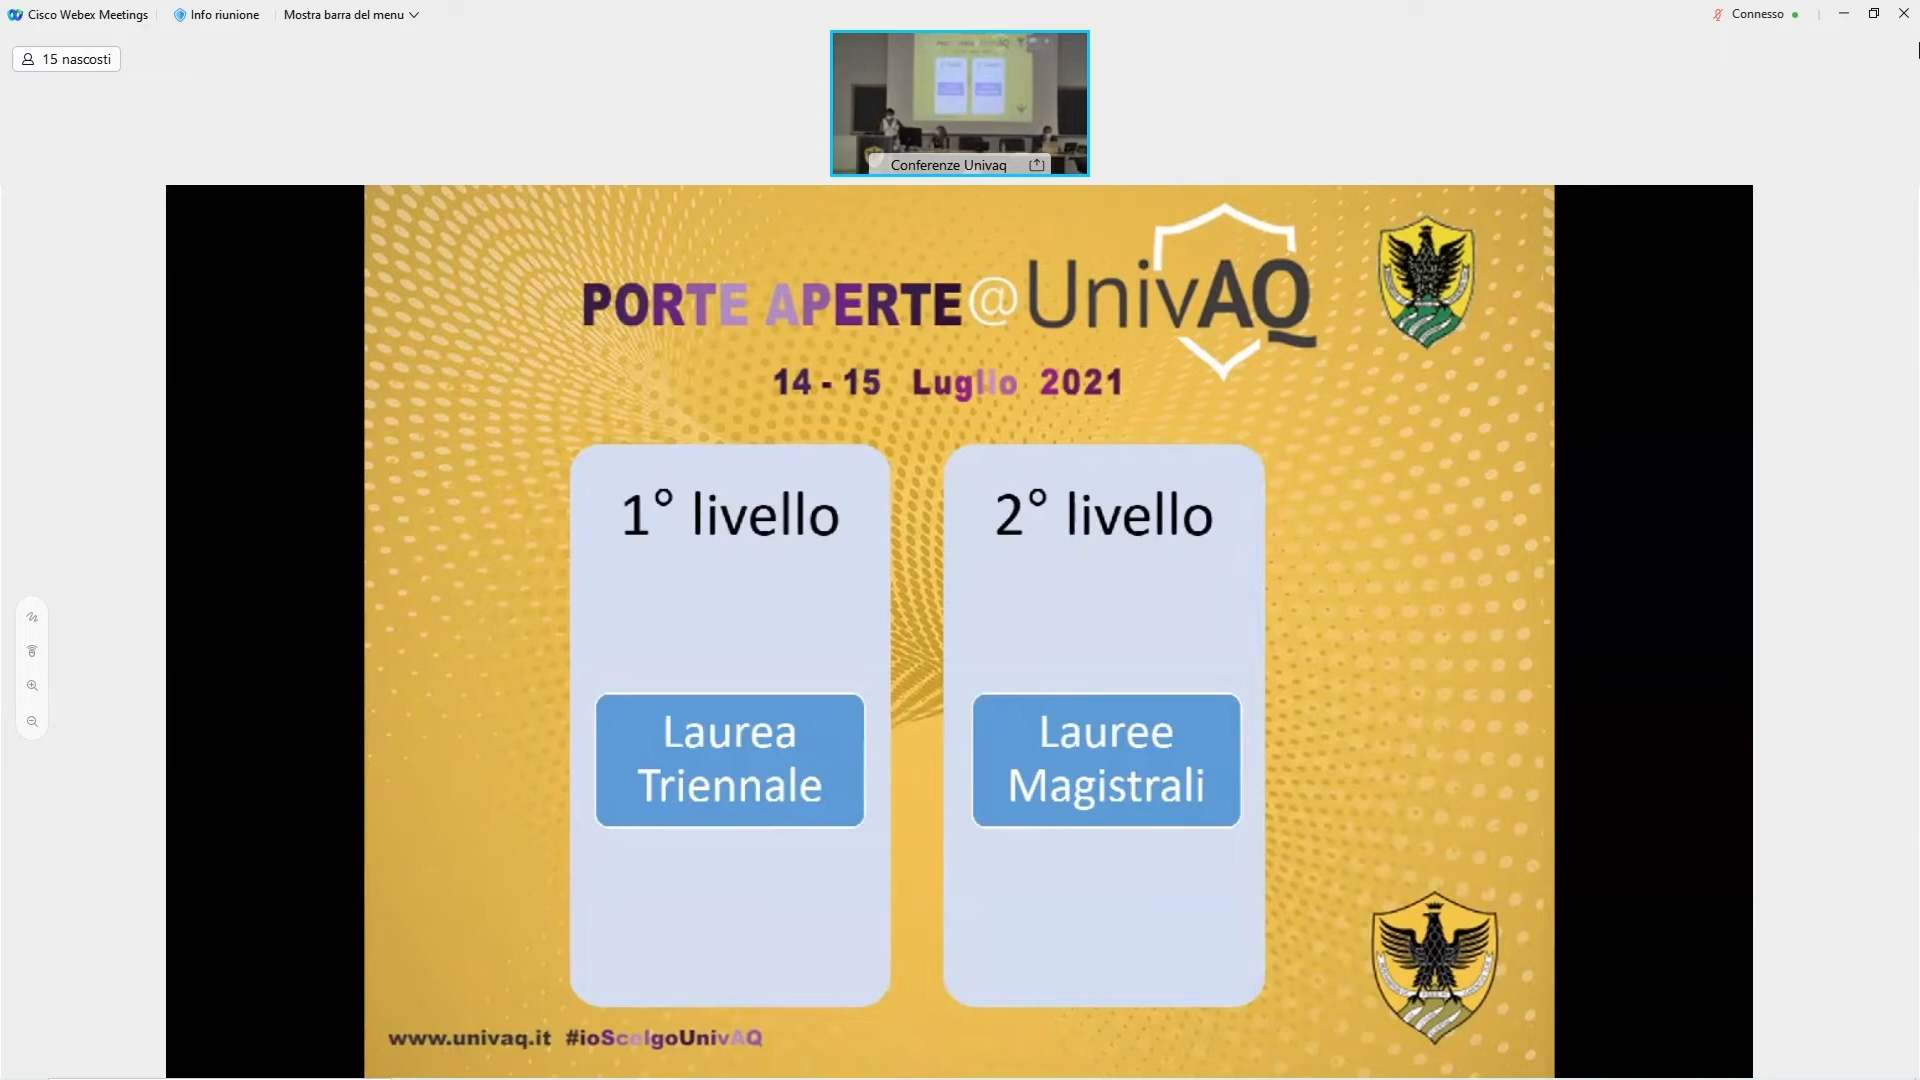 Cisco Webex Meetings
Info riunione
Mostra barra del menu
Connesso
15 nascosti
Conferenze Univaq
PORTE APERTE@UnivAQ
14 - 15 Luglio 2021
1° livello
2° livello
Laurea
Triennale
Lauree
Magistrali
www.univaq.it #ioScelgoUnivAQ